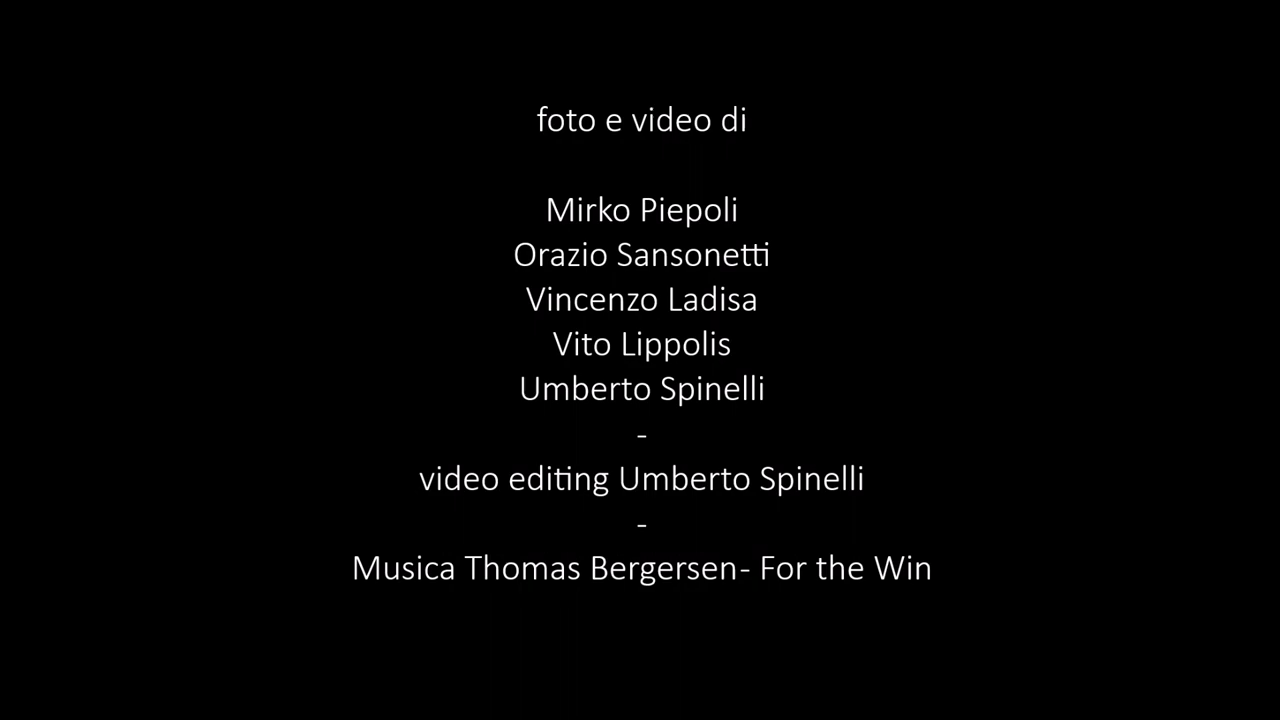 foto e video di
Mirko Piepoli
Orazio Sansonetti
Vincenzo Ladisa
Vito Lippolis
Umberto Spinelli
-
video editing Umberto Spinelli
-
Musica Thomas Bergersen- For the Win